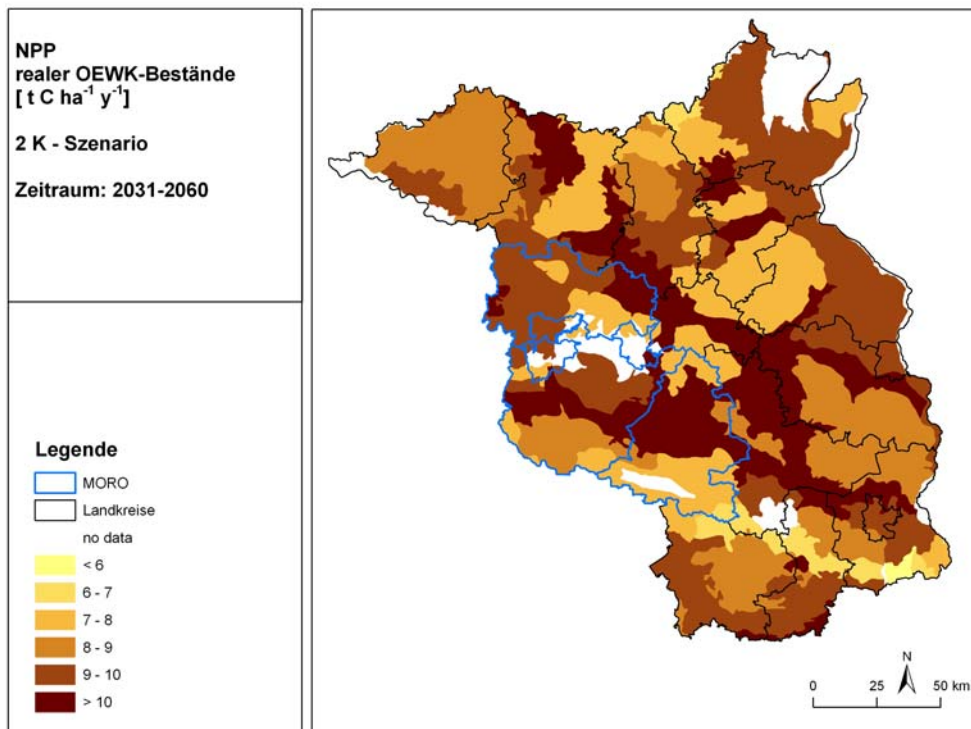 NPP
realer OEWK-Bestände
[ t C ha⁻¹ y⁻¹]
2 K - Szenario
Zeitraum: 2031-2060
Legende
MORO
Landkreise
no data
< 6
6 - 7
7 - 8
8 - 9
9 - 10
> 10
N
0 25 50 km